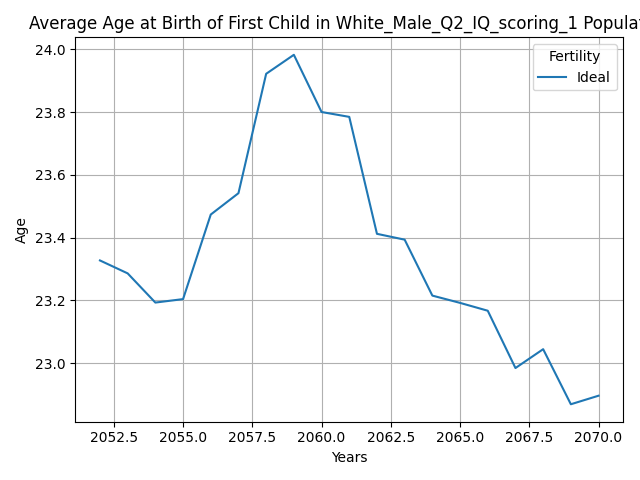 Average Age at Birth of First Child in White_Male_Q2_IQ_scoring_1 Populat
Fertility
Ideal
24.0
23.8
23.6
23.4
23.2
23.0
Age
2052.5 2055.0 2057.5 2060.0 2062.5 2065.0 2067.5 2070.0
Years